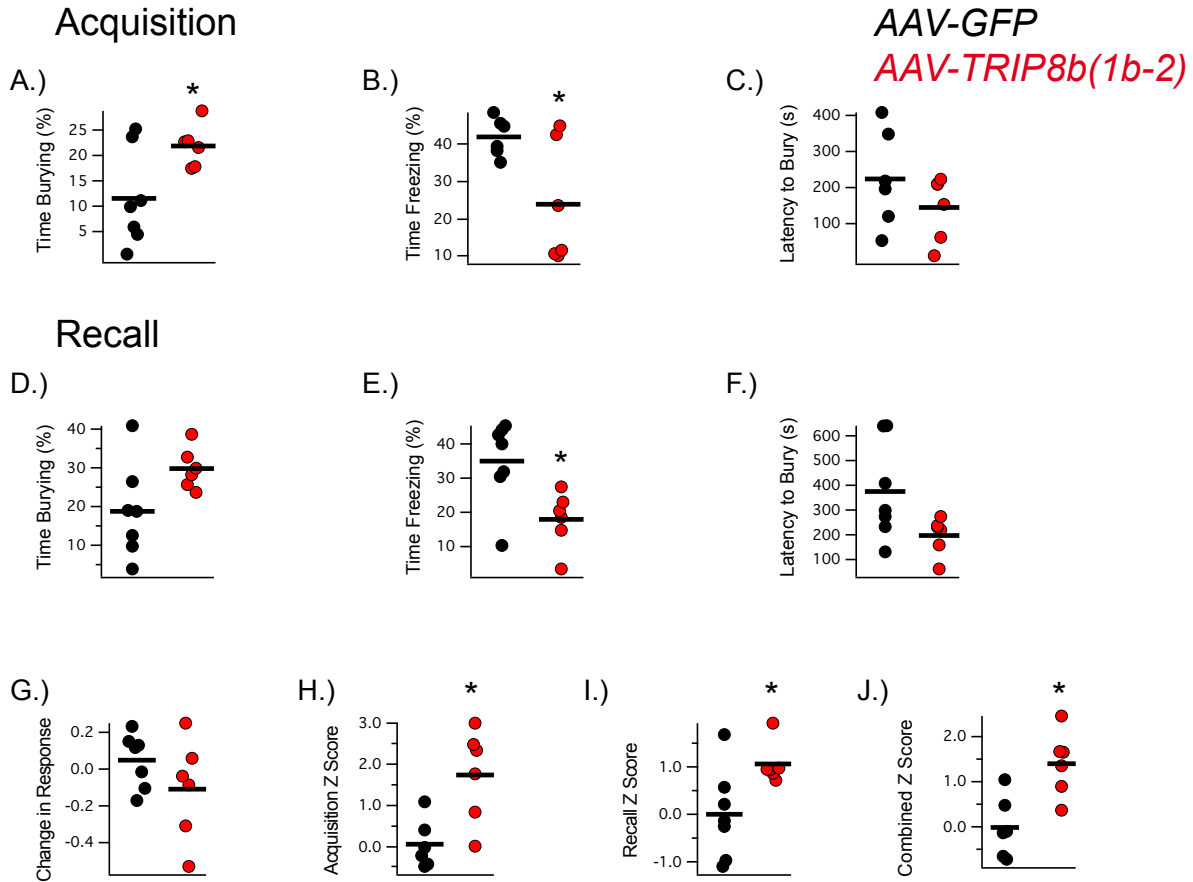 Acquisition
AAV-GFP
AAV-TRIP8b(1b-2)
A.)
B.)
C.)
*
*
Time Burying (%)
25
20
15
10
5
Time Freezing (%)
40
30
20
10
Latency to Bury (s)
400
300
200
100
Recall
D.)
E.)
F.)
*
Time Burying (%)
40
30
20
10
Time Freezing (%)
40
30
20
10
Latency to Bury (s)
600
500
400
300
200
100
G.)
H.)
I.)
J.)
*
*
*
Change in Response
0.2
0.0
-0.2
-0.4
Acquisition Z Score
3.0
2.0
1.0
0.0
Recall Z Score
1.0
0.0
-1.0
Combined Z Score
2.0
1.0
0.0